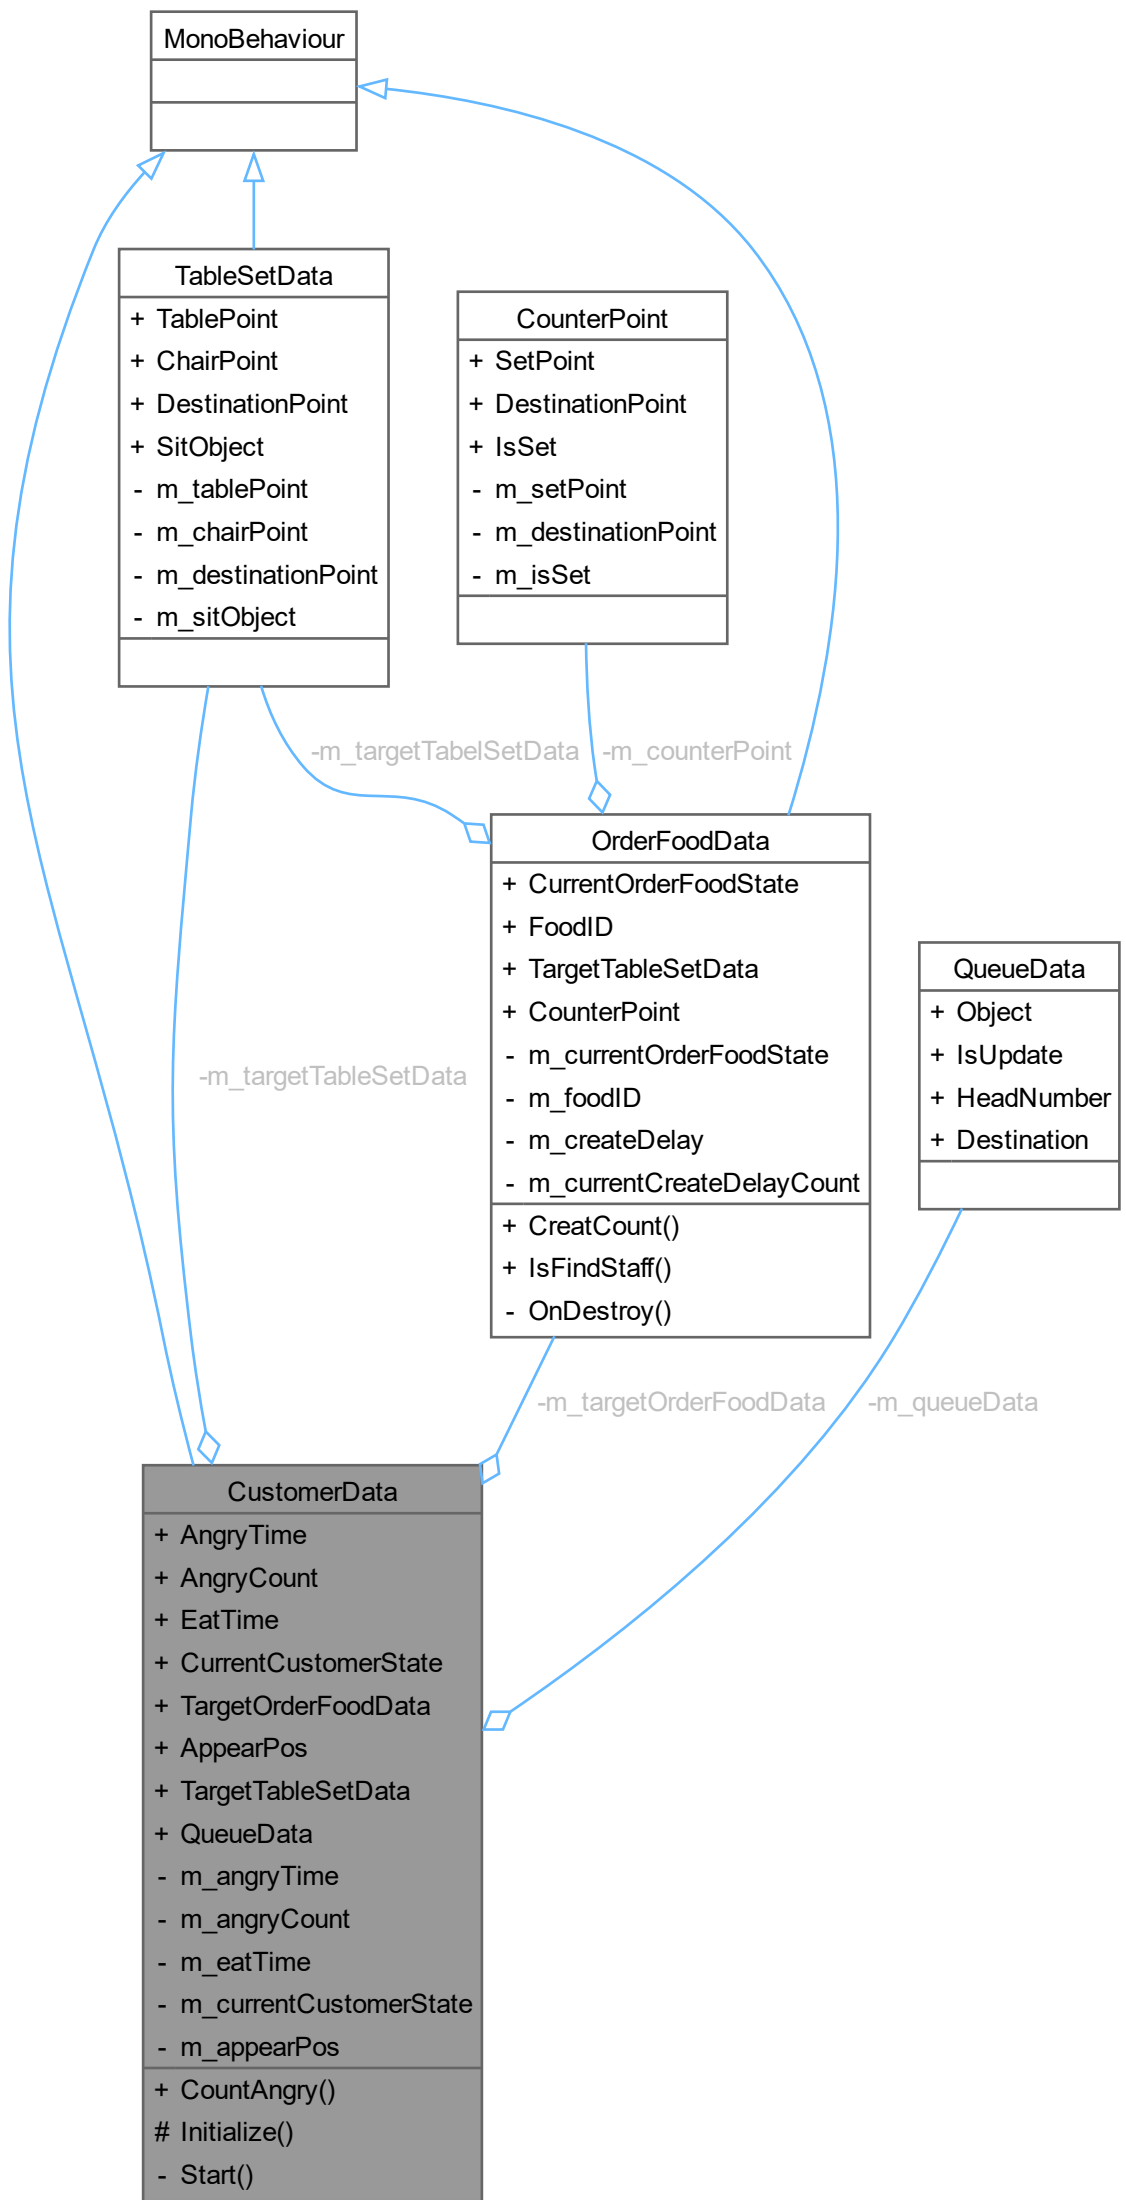 MonoBehaviour
TableSetData
+ TablePoint
+ ChairPoint
+ DestinationPoint
+ SitObject
- m_tablePoint
- m_chairPoint
- m_destinationPoint
- m_sitObject
CounterPoint
+ SetPoint
+ DestinationPoint
+ IsSet
- m_setPoint
- m_destinationPoint
- m_isSet
-m_targetTabelSetData
-m_counterPoint
OrderFoodData
+ CurrentOrderFoodState
+ FoodID
+ TargetTableSetData
+ CounterPoint
- m_currentOrderFoodState
- m_foodID
- m_createDelay
- m_currentCreateDelayCount
+ CreatCount()
+ IsFindStaff()
- OnDestroy()
QueueData
+ Object
+ IsUpdate
+ HeadNumber
+ Destination
-m_targetTableSetData
-m_targetOrderFoodData
-m_queueData
CustomerData
+ AngryTime
+ AngryCount
+ EatTime
+ CurrentCustomerState
+ TargetOrderFoodData
+ AppearPos
+ TargetTableSetData
+ QueueData
- m_angryTime
- m_angryCount
- m_eatTime
- m_currentCustomerState
- m_appearPos
+ CountAngry()
# Initialize()
- Start()